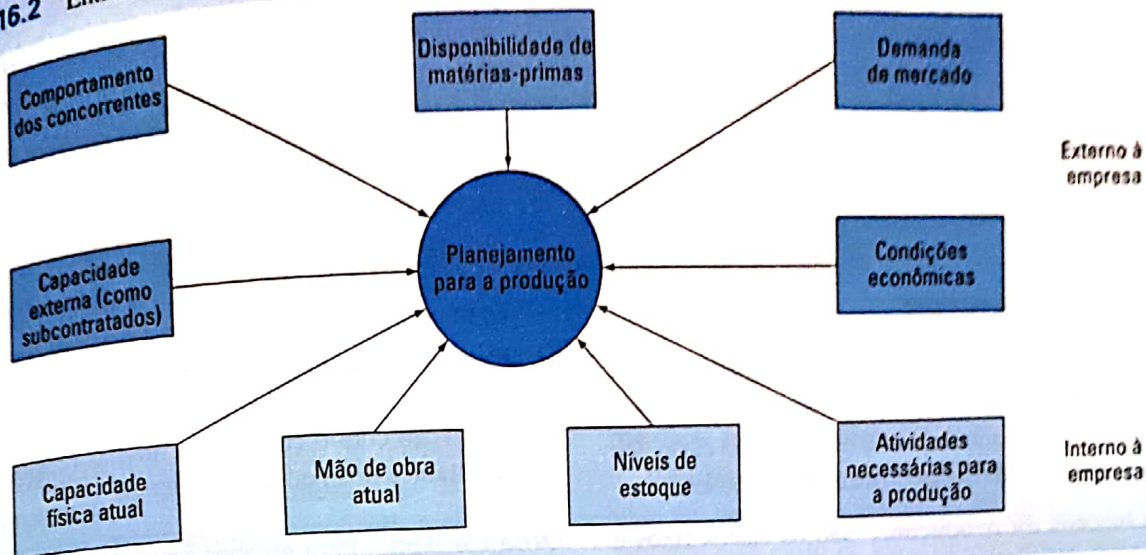 16.2
Comportamento
dos concorrentes
Disponibilidade de
matérias-primas
Demanda
de mercado
Externo à
empresa
Capacidade
externa (como
subcontratados)
Planejamento
para a produção
Condições
econômicas
Capacidade
física atual
Mão de obra
atual
Níveis de
estoque
Atividades
necessárias para
a produção
Interno à
empresa